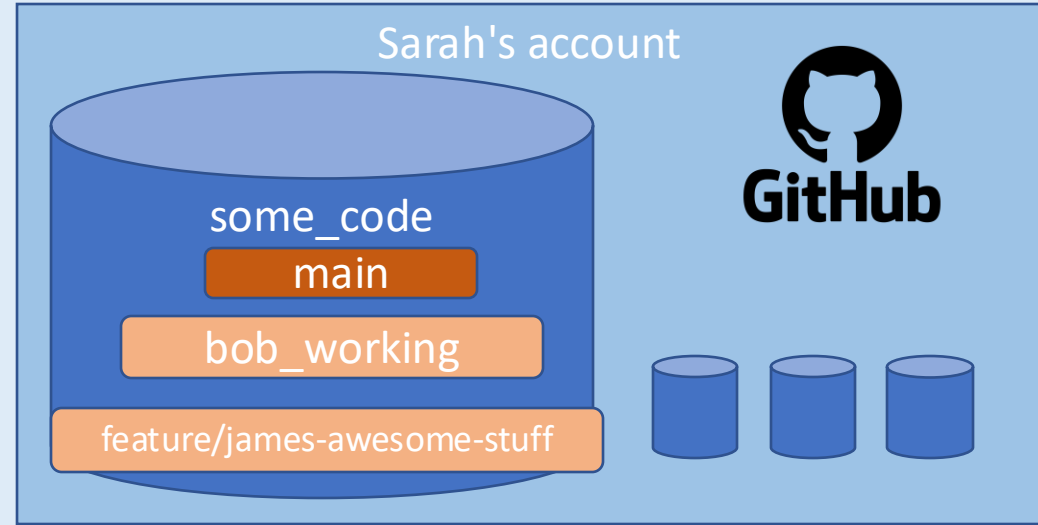 Sarah's account
GitHub
some_code
main
bob_working
feature/james-awesome-stuff